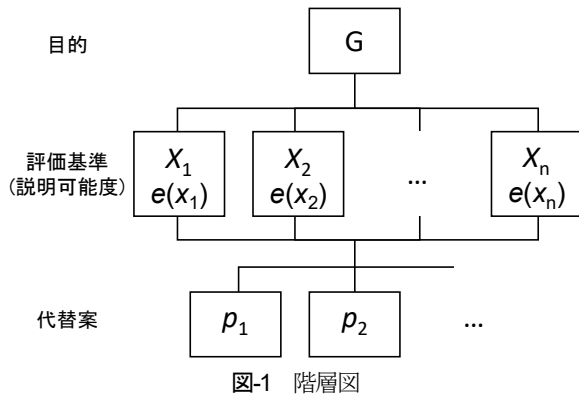 目的
G
評価基準
(説明可能度)
X1
e(x1)
X2
e(x2)
...
Xn
e(xn)
代替案
p1
p2
...
図-1 階層図